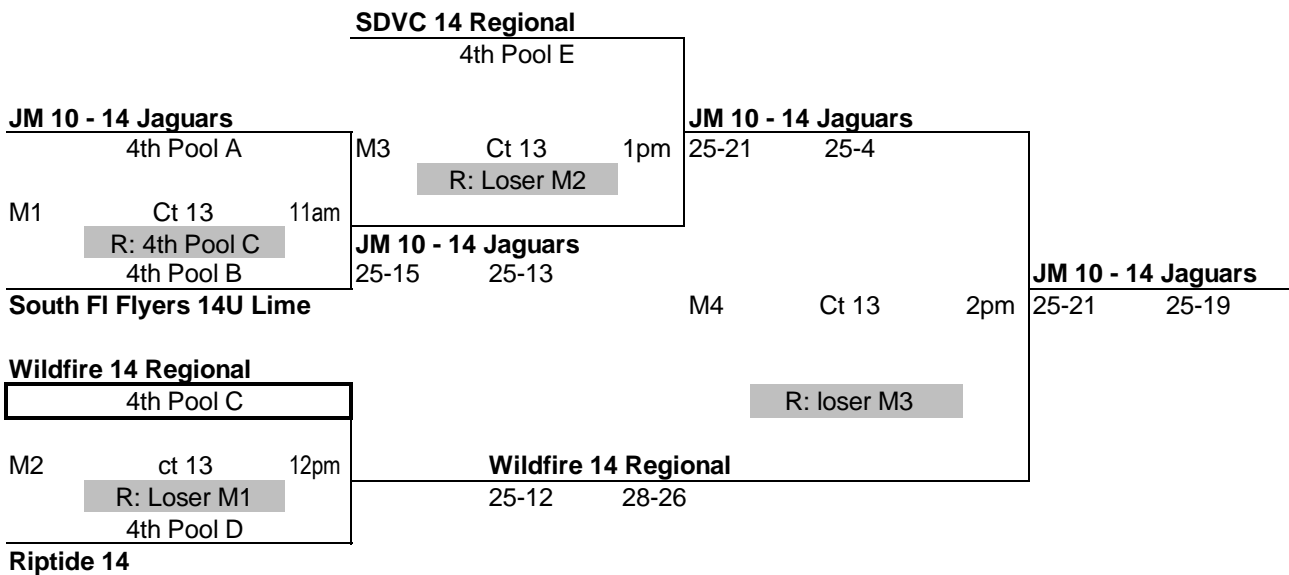 SDVC 14 Regional
4th Pool E
JM 10 - 14 Jaguars JM 10 - 14 Jaguars
4th Pool A M3 Ct 13 1pm 25-21 25-4
R: Loser M2
M1 Ct 13 11am
R: 4th Pool C JM 10 - 14 Jaguars
4th Pool B 25-15 25-13 JM 10 - 14 Jaguars
South Fl Flyers 14U Lime M4 Ct 13 2pm 25-21 25-19
Wildfire 14 Regional
4th Pool C R: loser M3
M2 ct 13 12pm Wildfire 14 Regional
R: Loser M1 25-12 28-26
4th Pool D
Riptide 14